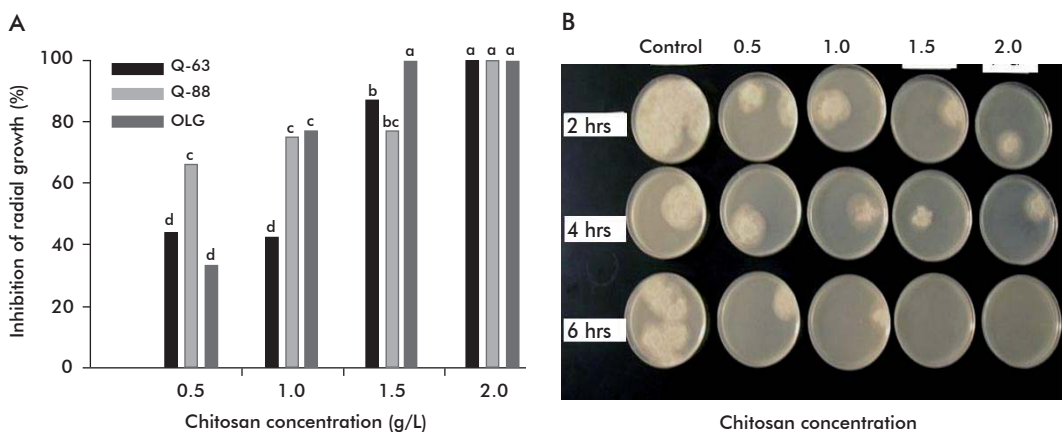 A
Inhibition of radial growth (%)
100
80
60
40
20
0
Q-63
Q-88
OLG
d
c
d
d
c
c
b
bc
a
a
a
a
0.5
1.0
1.5
2.0
Chitosan concentration (g/L)
B
Control
0.5
1.0
1.5
2.0
2 hrs
4 hrs
6 hrs
Chitosan concentration